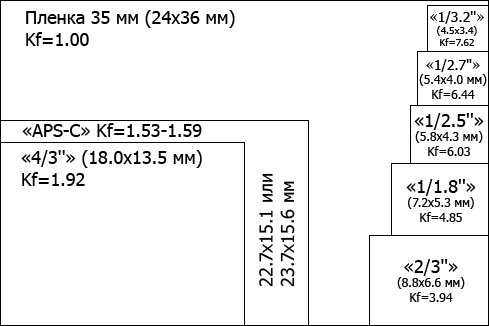 Пленка 35 мм (24x36 мм)
Kf=1.00
«APS-C» Kf=1.53-1.59
«4/3"» (18.0x13.5 мм)
Kf=1.92
22.7x15.1 или
23.7x15.6 мм
«1/3.2"
(4.5x3.4)
Kf=7.62
«1/2.7"
(5.4x4.0 мм)
Kf=6.44
«1/2.5"
(5.8x4.3 мм)
Kf=6.03
«1/1.8"
(7.2x5.3 мм)
Kf=4.85
«2/3"»
(8.8x6.6 мм)
Kf=3.94